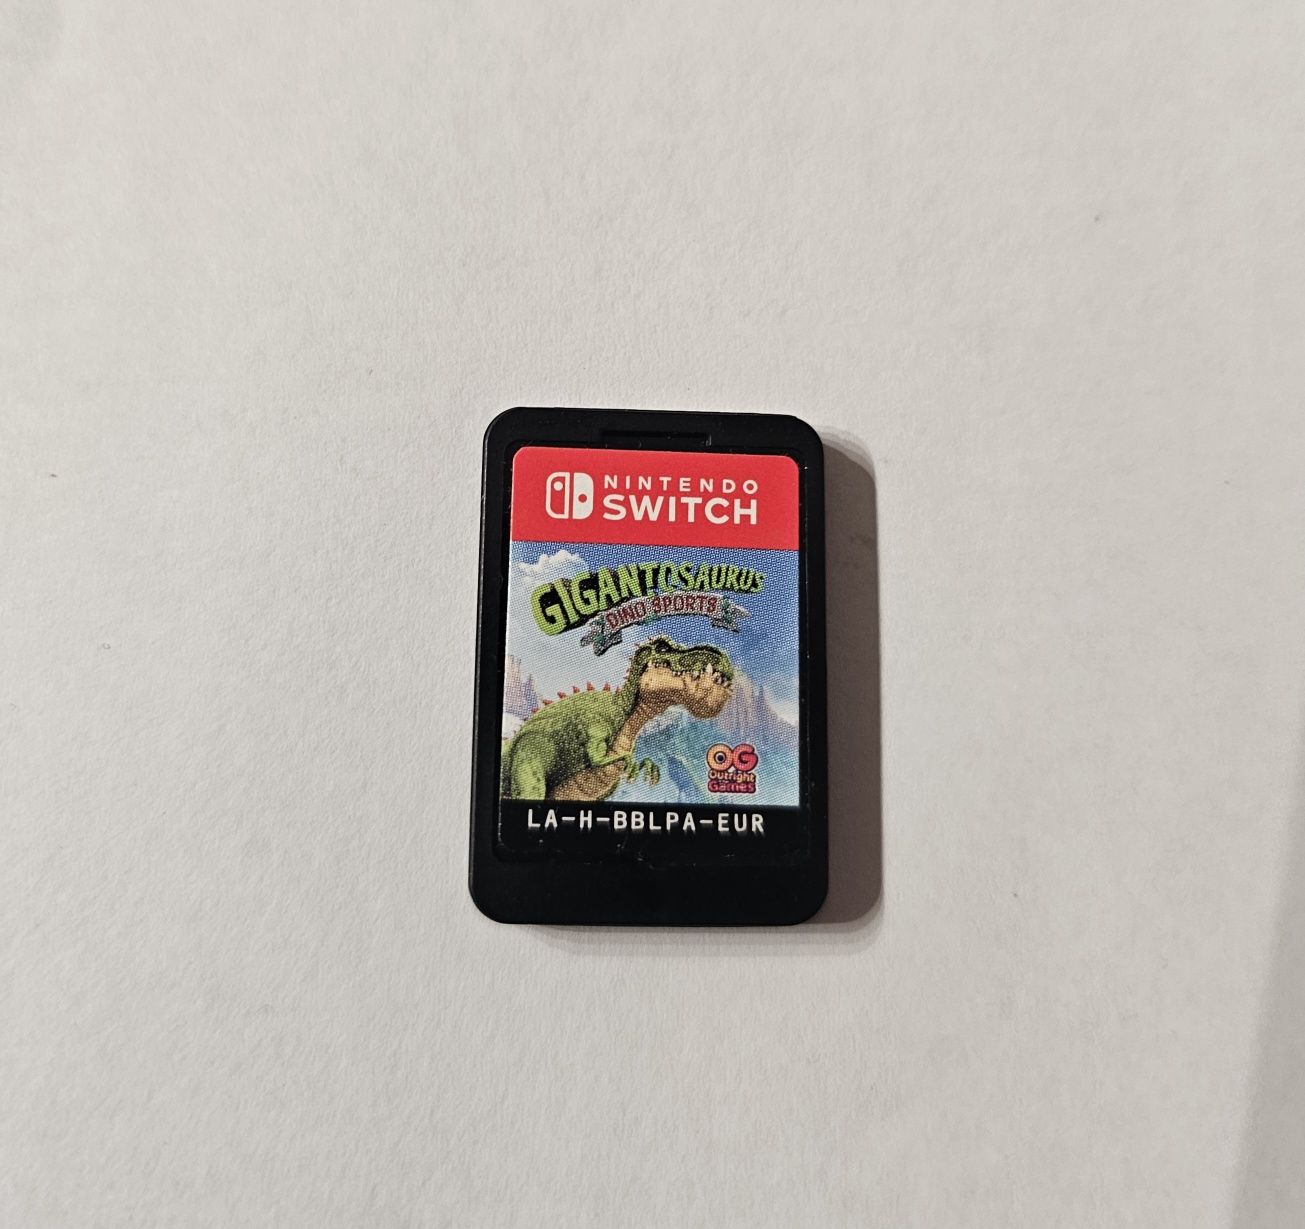 NINTENDO
SWITCH
GIGANTOSAURUS
DINO SPORTS
OG
Outright
Games
LA-H-BBLPA-EUR